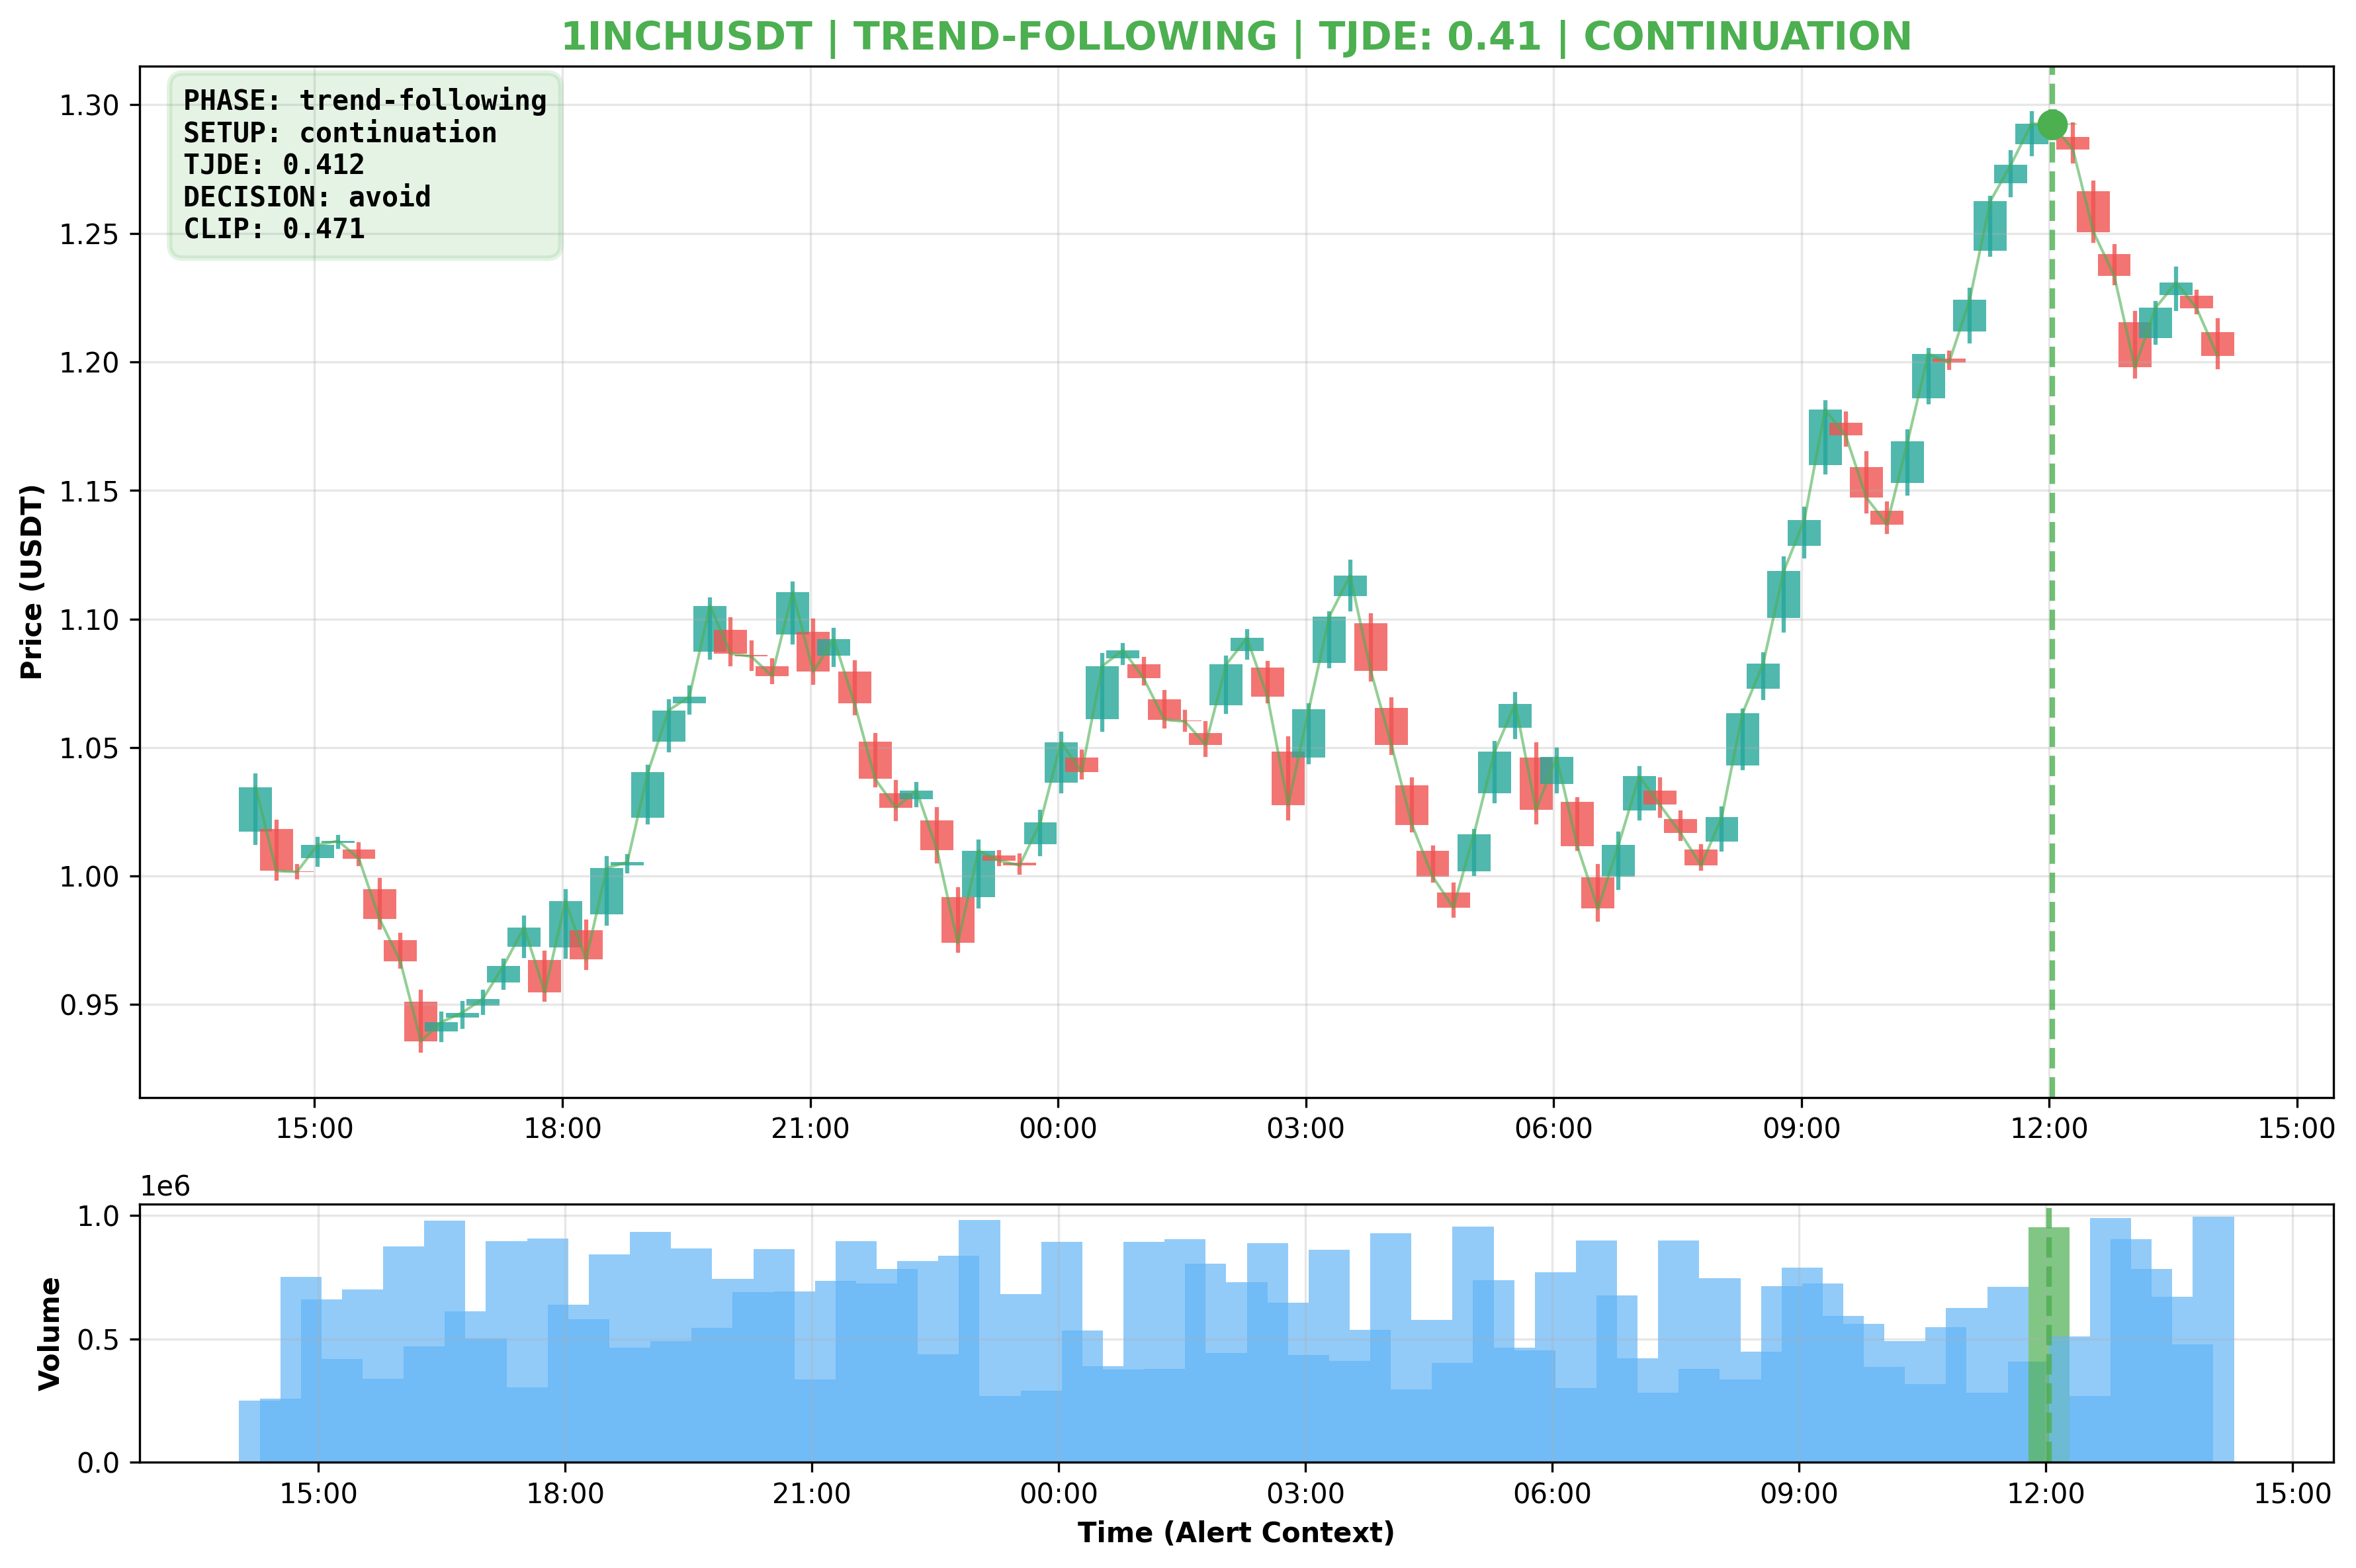 1INCHUSDT | TREND-FOLLOWING | TJDE: 0.41 | CONTINUATION
PHASE: trend-following
SETUP: continuation
TJDE: 0.412
DECISION: avoid
CLIP: 0.471
Price (USDT)
1.30
1.25
1.20
1.15
1.10
1.05
1.00
0.95
15:00 18:00 21:00 00:00 03:00 06:00 09:00 12:00 15:00
1e6
Volume
1.0
0.5
0.0
15:00 18:00 21:00 00:00 03:00 06:00 09:00 12:00 15:00
Time (Alert Context)